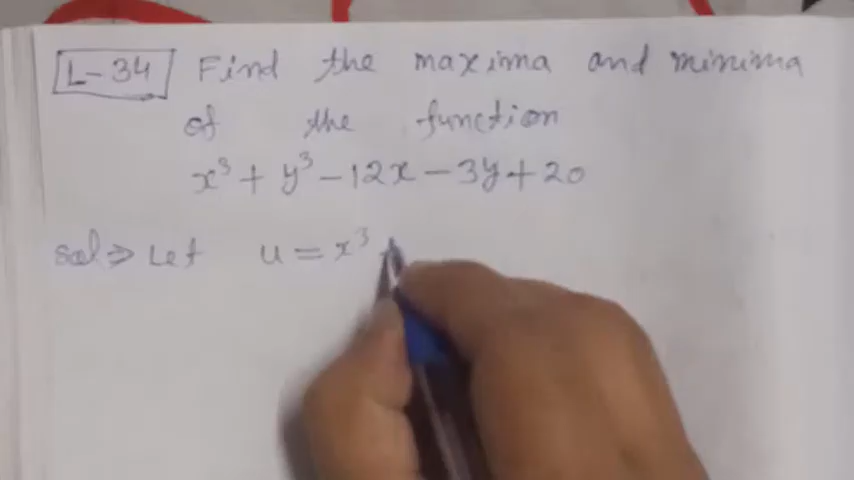 L-34 Find the maxima and minima
of the function
x³ + y³ - 12x - 3y + 20
sol⇒ Let u = x³